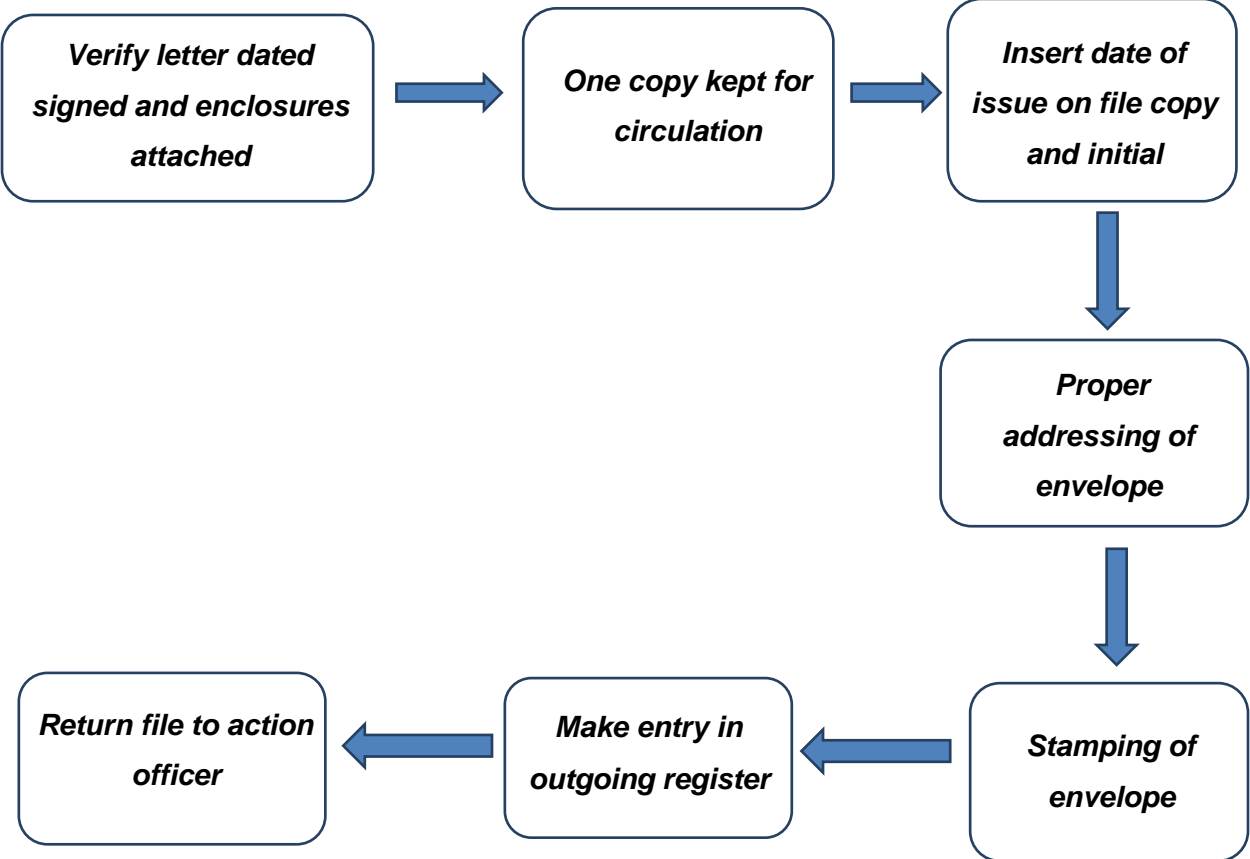 Verify letter dated
signed and enclosures
attached
One copy kept for
circulation
Insert date of
issue on file copy
and initial
Proper
addressing of
envelope
Stamping of
envelope
Make entry in
outgoing register
Return file to action
officer